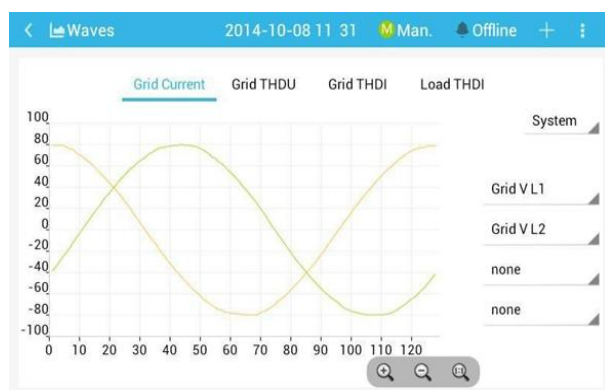 Waves 2014-10-08 11 31 M Man. Offline
Grid Current Grid THDU Grid THDI Load THDI
System
Grid V L1
Grid V L2
none
none
100
80
60
40
20
0
-20
-40
-60
-80
-100
0 10 20 30 40 50 60 70 80 90 100 110 120
1:1